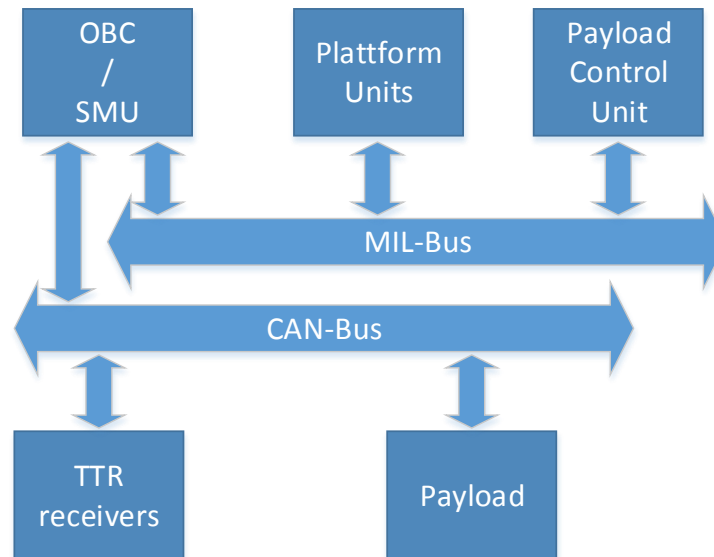 OBC
/
SMU
Plattform
Units
Payload
Control
Unit
MIL-Bus
CAN-Bus
TTR
receivers
Payload